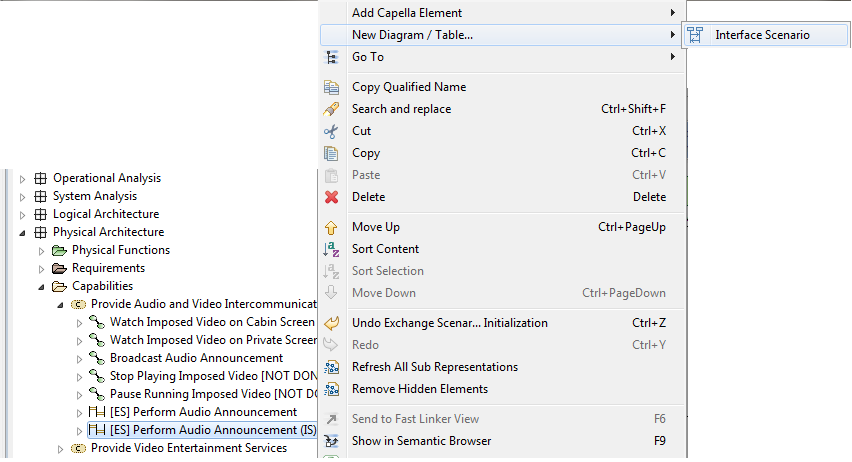 Add Capella Element
New Diagram / Table...
Interface Scenario
Go To
Copy Qualified Name
Search and replace Ctrl+Shift+F
Cut Ctrl+X
Copy Ctrl+C
Paste Ctrl+V
Delete Delete
Move Up Ctrl+PageUp
Sort Content
Sort Selection
Move Down Ctrl+PageDown
Undo Exchange Scenar... Initialization Ctrl+Z
Redo Ctrl+Y
Refresh All Sub Representations
Remove Hidden Elements
Send to Fast Linker View F6
Show in Semantic Browser F9
Operational Analysis
System Analysis
Logical Architecture
Physical Architecture
Physical Functions
Requirements
Capabilities
Provide Audio and Video Intercommunicat
Watch Imposed Video on Cabin Screen
Watch Imposed Video on Private Screen
Broadcast Audio Announcement
Stop Playing Imposed Video [NOT DON
Pause Running Imposed Video [NOT D
[ES] Perform Audio Announcement
[ES] Perform Audio Announcement (IS)
Provide Video Entertainment Services